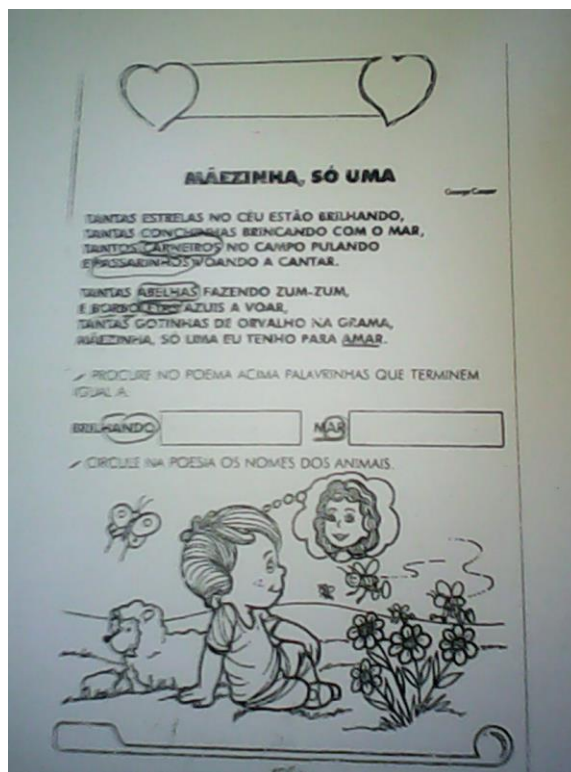 MÃEZINHA, SÓ UMA
TANTAS ESTRELAS NO CÉU ESTÃO BRILHANDO,
TANTAS CONCHINHAS BRINCANDO COM O MAR,
TANTOS CARNEIROS NO CAMPO PULANDO
E PASSARINHOS VOANDO A CANTAR.
TANTAS ABELHAS FAZENDO ZUM-ZUM,
E BORBOLETAS AZUIS A VOAR,
TANTAS GOTINHAS DE ORVALHO NA GRAMA,
MÃEZINHA, SÓ UMA EU TENHO PARA AMAR.
PROCURE NO POEMA ACIMA PALAVRINHAS QUE TERMINEM
IGUAL A:
BRILHANDO MAR
CIRCULE NA POESIA OS NOMES DOS ANIMAIS.